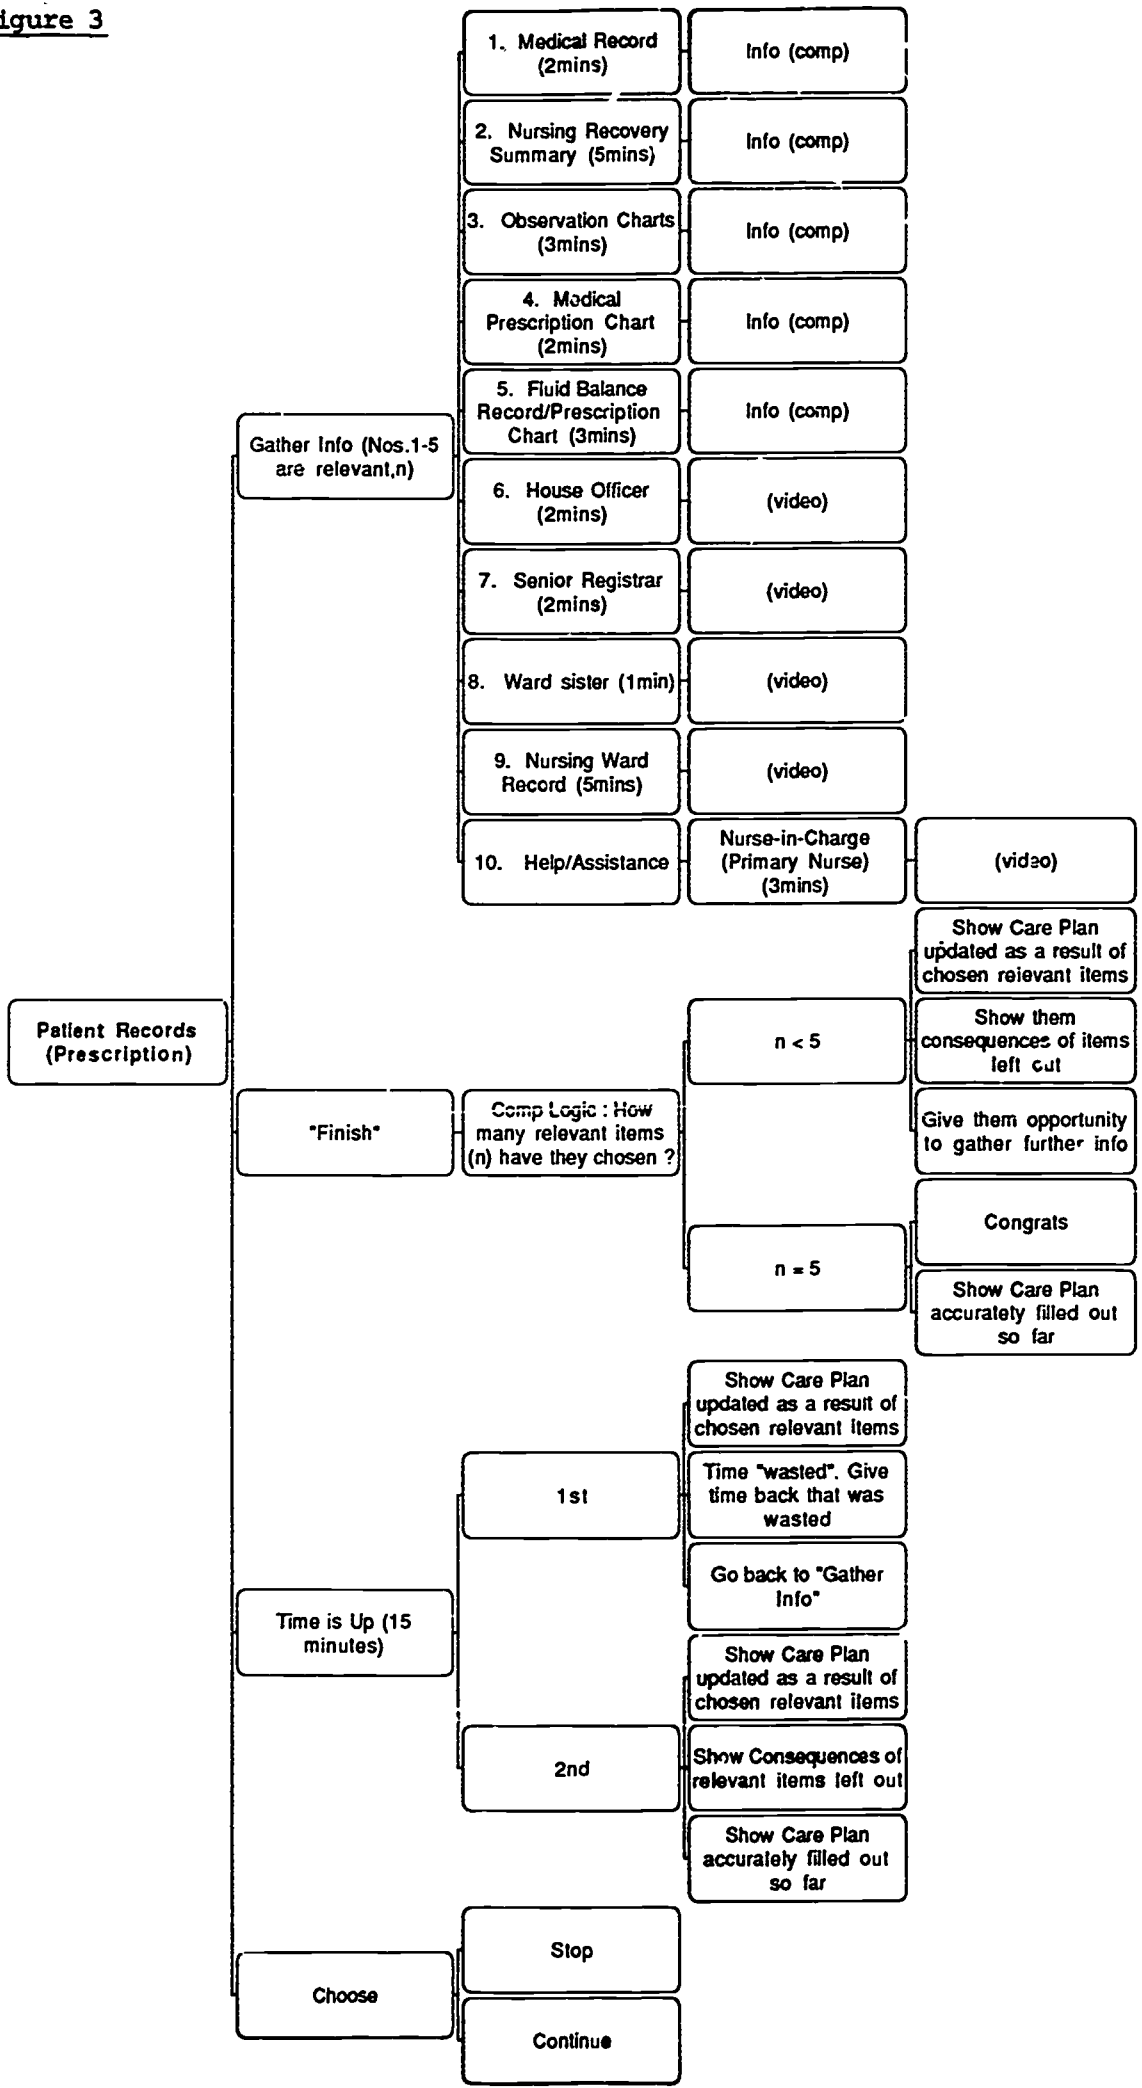 igure 3
1. Medical Record
(2mins)
Info (comp)
2. Nursing Recovery
Summary (5mins)
Info (comp)
3. Observation Charts
(3mins)
Info (comp)
4. Medical
Prescription Chart
(2mins)
Info (comp)
5. Fluid Balance
Record/Prescription
Chart (3mins)
Info (comp)
Gather Info (Nos.1-5
are relevant,n)
6. House Officer
(2mins)
(video)
7. Senior Registrar
(2mins)
(video)
8. Ward sister (1min)
(video)
9. Nursing Ward
Record (5mins)
(video)
10. Help/Assistance
Nurse-in-Charge
(Primary Nurse)
(3mins)
(video)
Patient Records
(Prescription)
"Finish"
Comp Logic : How
many relevant items
(n) have they chosen ?
n < 5
Show Care Plan
updated as a result of
chosen relevant items
Show them
consequences of items
left out
Give them opportunity
to gather further info
n = 5
Congrats
Show Care Plan
accurately filled out
so far
Time is Up (15
minutes)
1st
Show Care Plan
updated as a result of
chosen relevant items
Time "wasted". Give
time back that was
wasted
Go back to "Gather
Info"
2nd
Show Care Plan
updated as a result of
chosen relevant items
Show Consequences of
relevant items left out
Show Care Plan
accurately filled out
so far
Choose
Stop
Continue